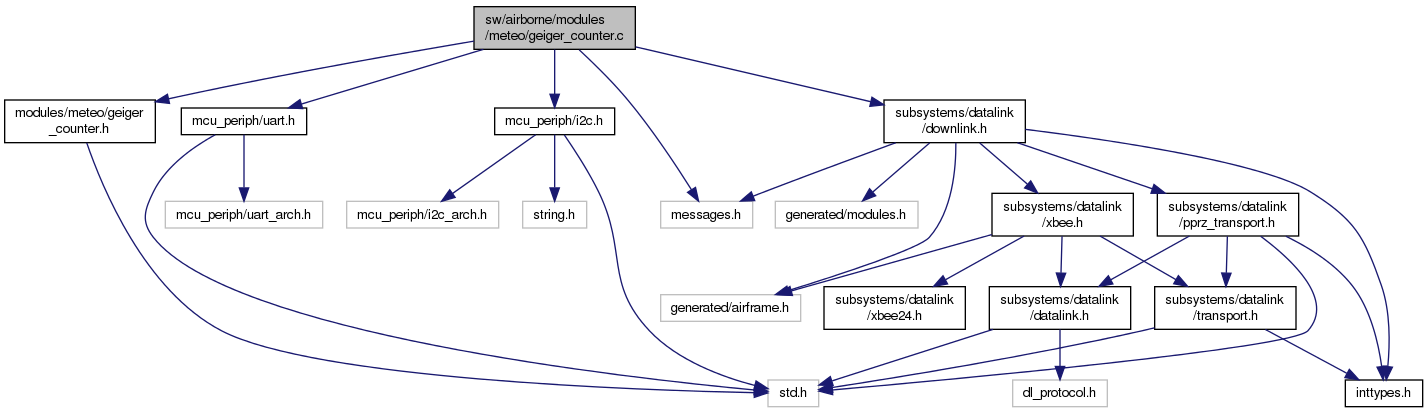 sw/airborne/modules
/meteo/geiger_counter.c
modules/meteo/geiger
_counter.h
mcu_periph/uart.h
mcu_periph/i2c.h
subsystems/datalink
/downlink.h
mcu_periph/uart_arch.h
mcu_periph/i2c_arch.h
string.h
messages.h
generated/modules.h
subsystems/datalink
/xbee.h
subsystems/datalink
/pprz_transport.h
generated/airframe.h
subsystems/datalink
/xbee24.h
subsystems/datalink
/datalink.h
subsystems/datalink
/transport.h
std.h
dl_protocol.h
inttypes.h